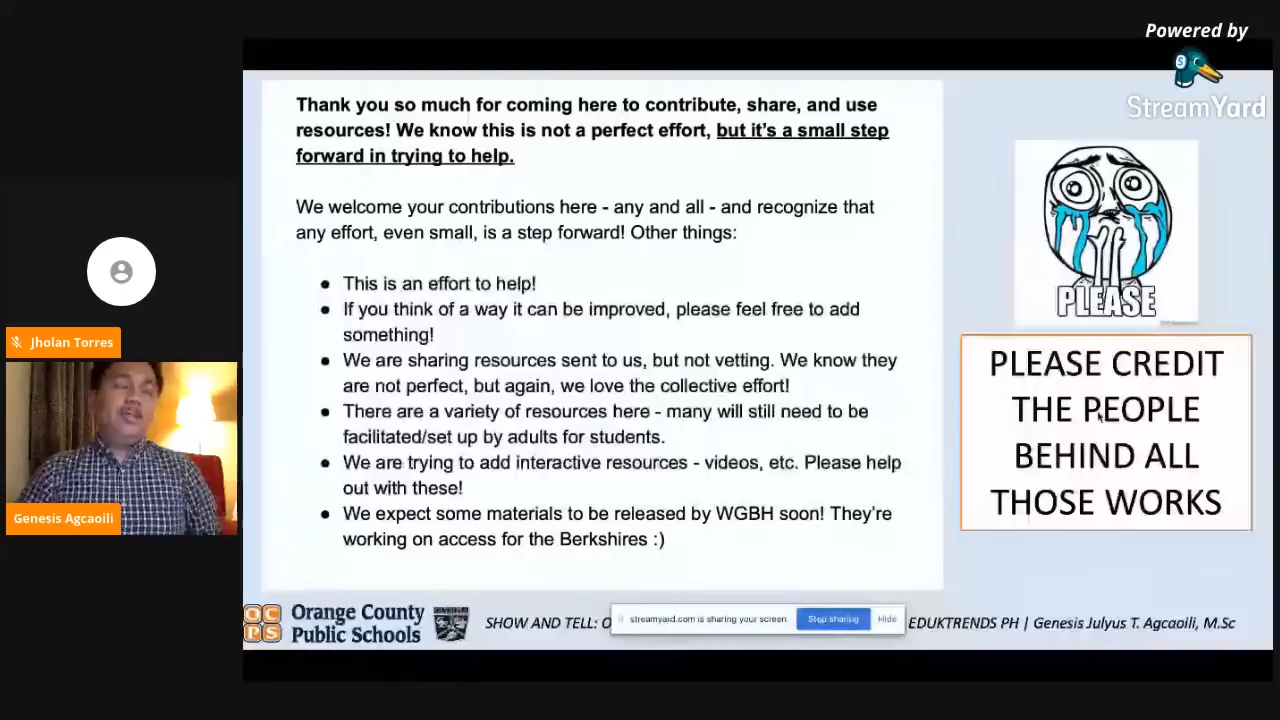 Powered by
StreamYard
Thank you so much for coming here to contribute, share, and use
resources! We know this is not a perfect effort, but it's a small step
forward in trying to help.
We welcome your contributions here - any and all - and recognize that
any effort, even small, is a step forward! Other things:
● This is an effort to help!
● If you think of a way it can be improved, please feel free to add
something!
● We are sharing resources sent to us, but not vetting. We know they
are not perfect, but again, we love the collective effort!
● There are a variety of resources here - many will still need to be
facilitated/set up by adults for students.
● We are trying to add interactive resources - videos, etc. Please help
out with these!
● We expect some materials to be released by WGBH soon! They're
working on access for the Berkshires :)
PLEASE
PLEASE CREDIT
THE PEOPLE
BEHIND ALL
THOSE WORKS
Jholan Torres
Genesis Agcaoili
OCPS
Orange County
Public Schools
SHOW AND TELL: O
streamyard.com is sharing your screen
Stop sharing
Hide
EDUKTRENDS PH | Genesis Julyus T. Agcaoili, M.Sc